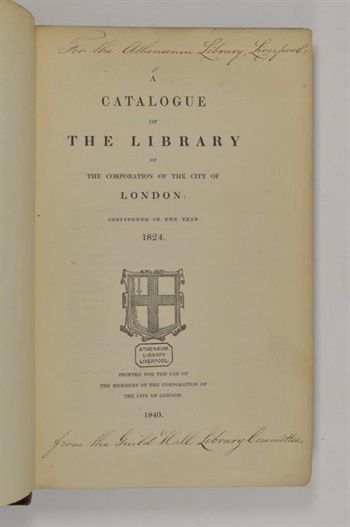 For the Athenæum Library, Liverpool,
A
CATALOGUE
OF
THE LIBRARY
OF
THE CORPORATION OF THE CITY OF
LONDON:
INSTITUTED IN THE YEAR
1824.
ATHENÆUM
LIBRARY
LIVERPOOL.
PRINTED FOR THE USE OF
THE MEMBERS OF THE CORPORATION OF
THE CITY OF LONDON.
1840.
from the Guild Hall Library Committee,